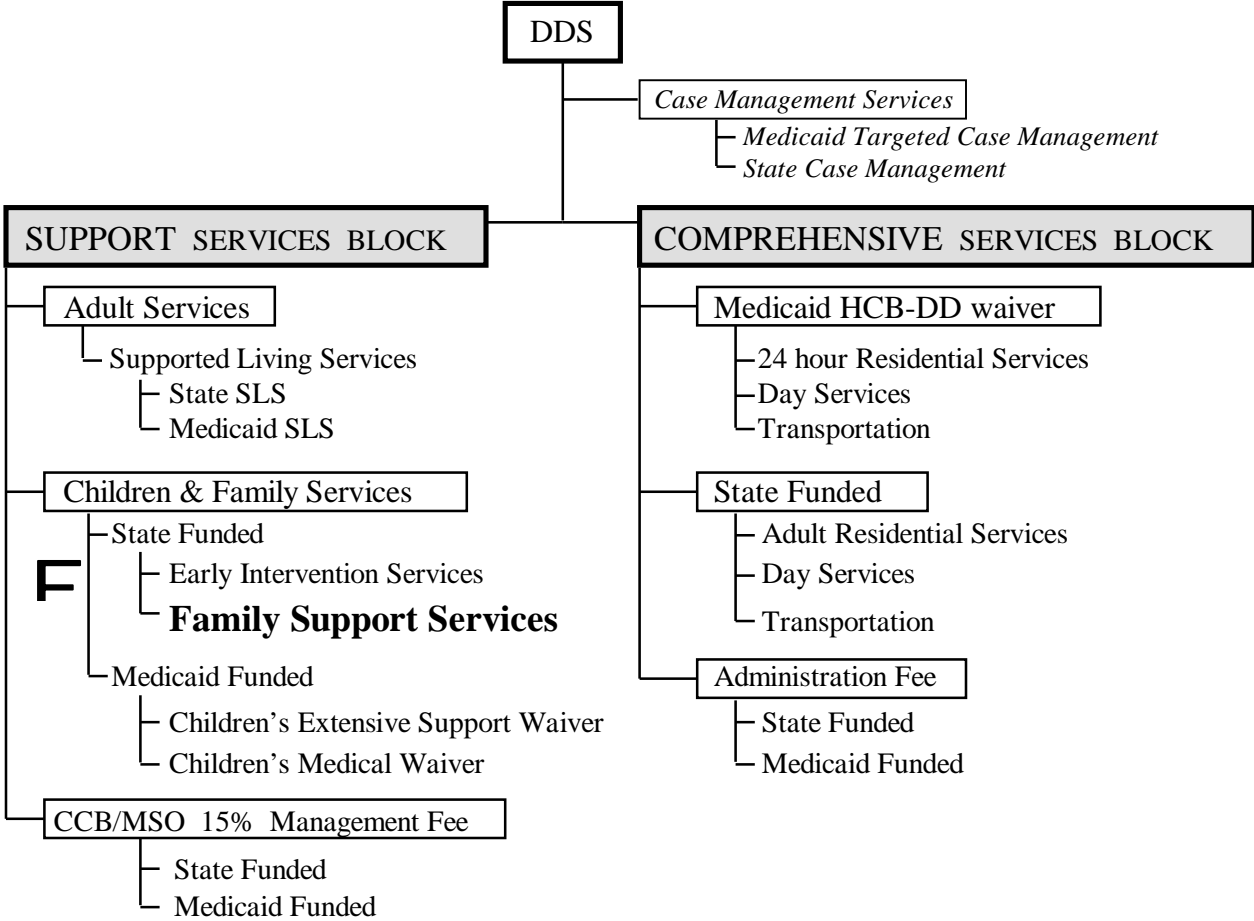 DDS
Case Management Services
Medicaid Targeted Case Management
State Case Management
SUPPORT SERVICES BLOCK
Adult Services
Supported Living Services
State SLS
Medicaid SLS
Children & Family Services
State Funded
Early Intervention Services
F
Family Support Services
Medicaid Funded
Children’s Extensive Support Waiver
Children’s Medical Waiver
CCB/MSO 15% Management Fee
State Funded
Medicaid Funded
COMPREHENSIVE SERVICES BLOCK
Medicaid HCB-DD waiver
24 hour Residential Services
Day Services
Transportation
State Funded
Adult Residential Services
Day Services
Transportation
Administration Fee
State Funded
Medicaid Funded